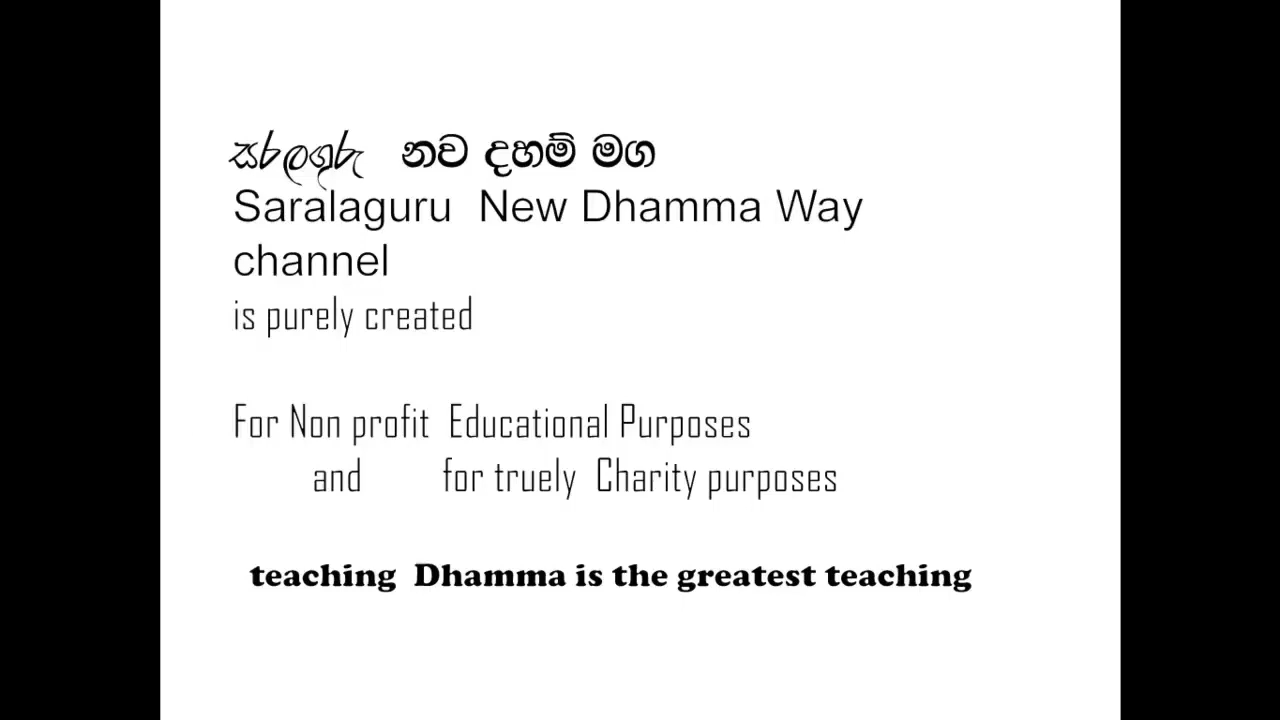 සරලගුරු නව දහම් මග
Saralaguru New Dhamma Way
channel
is purely created
For Non profit Educational Purposes
and for truely Charity purposes
teaching Dhamma is the greatest teaching